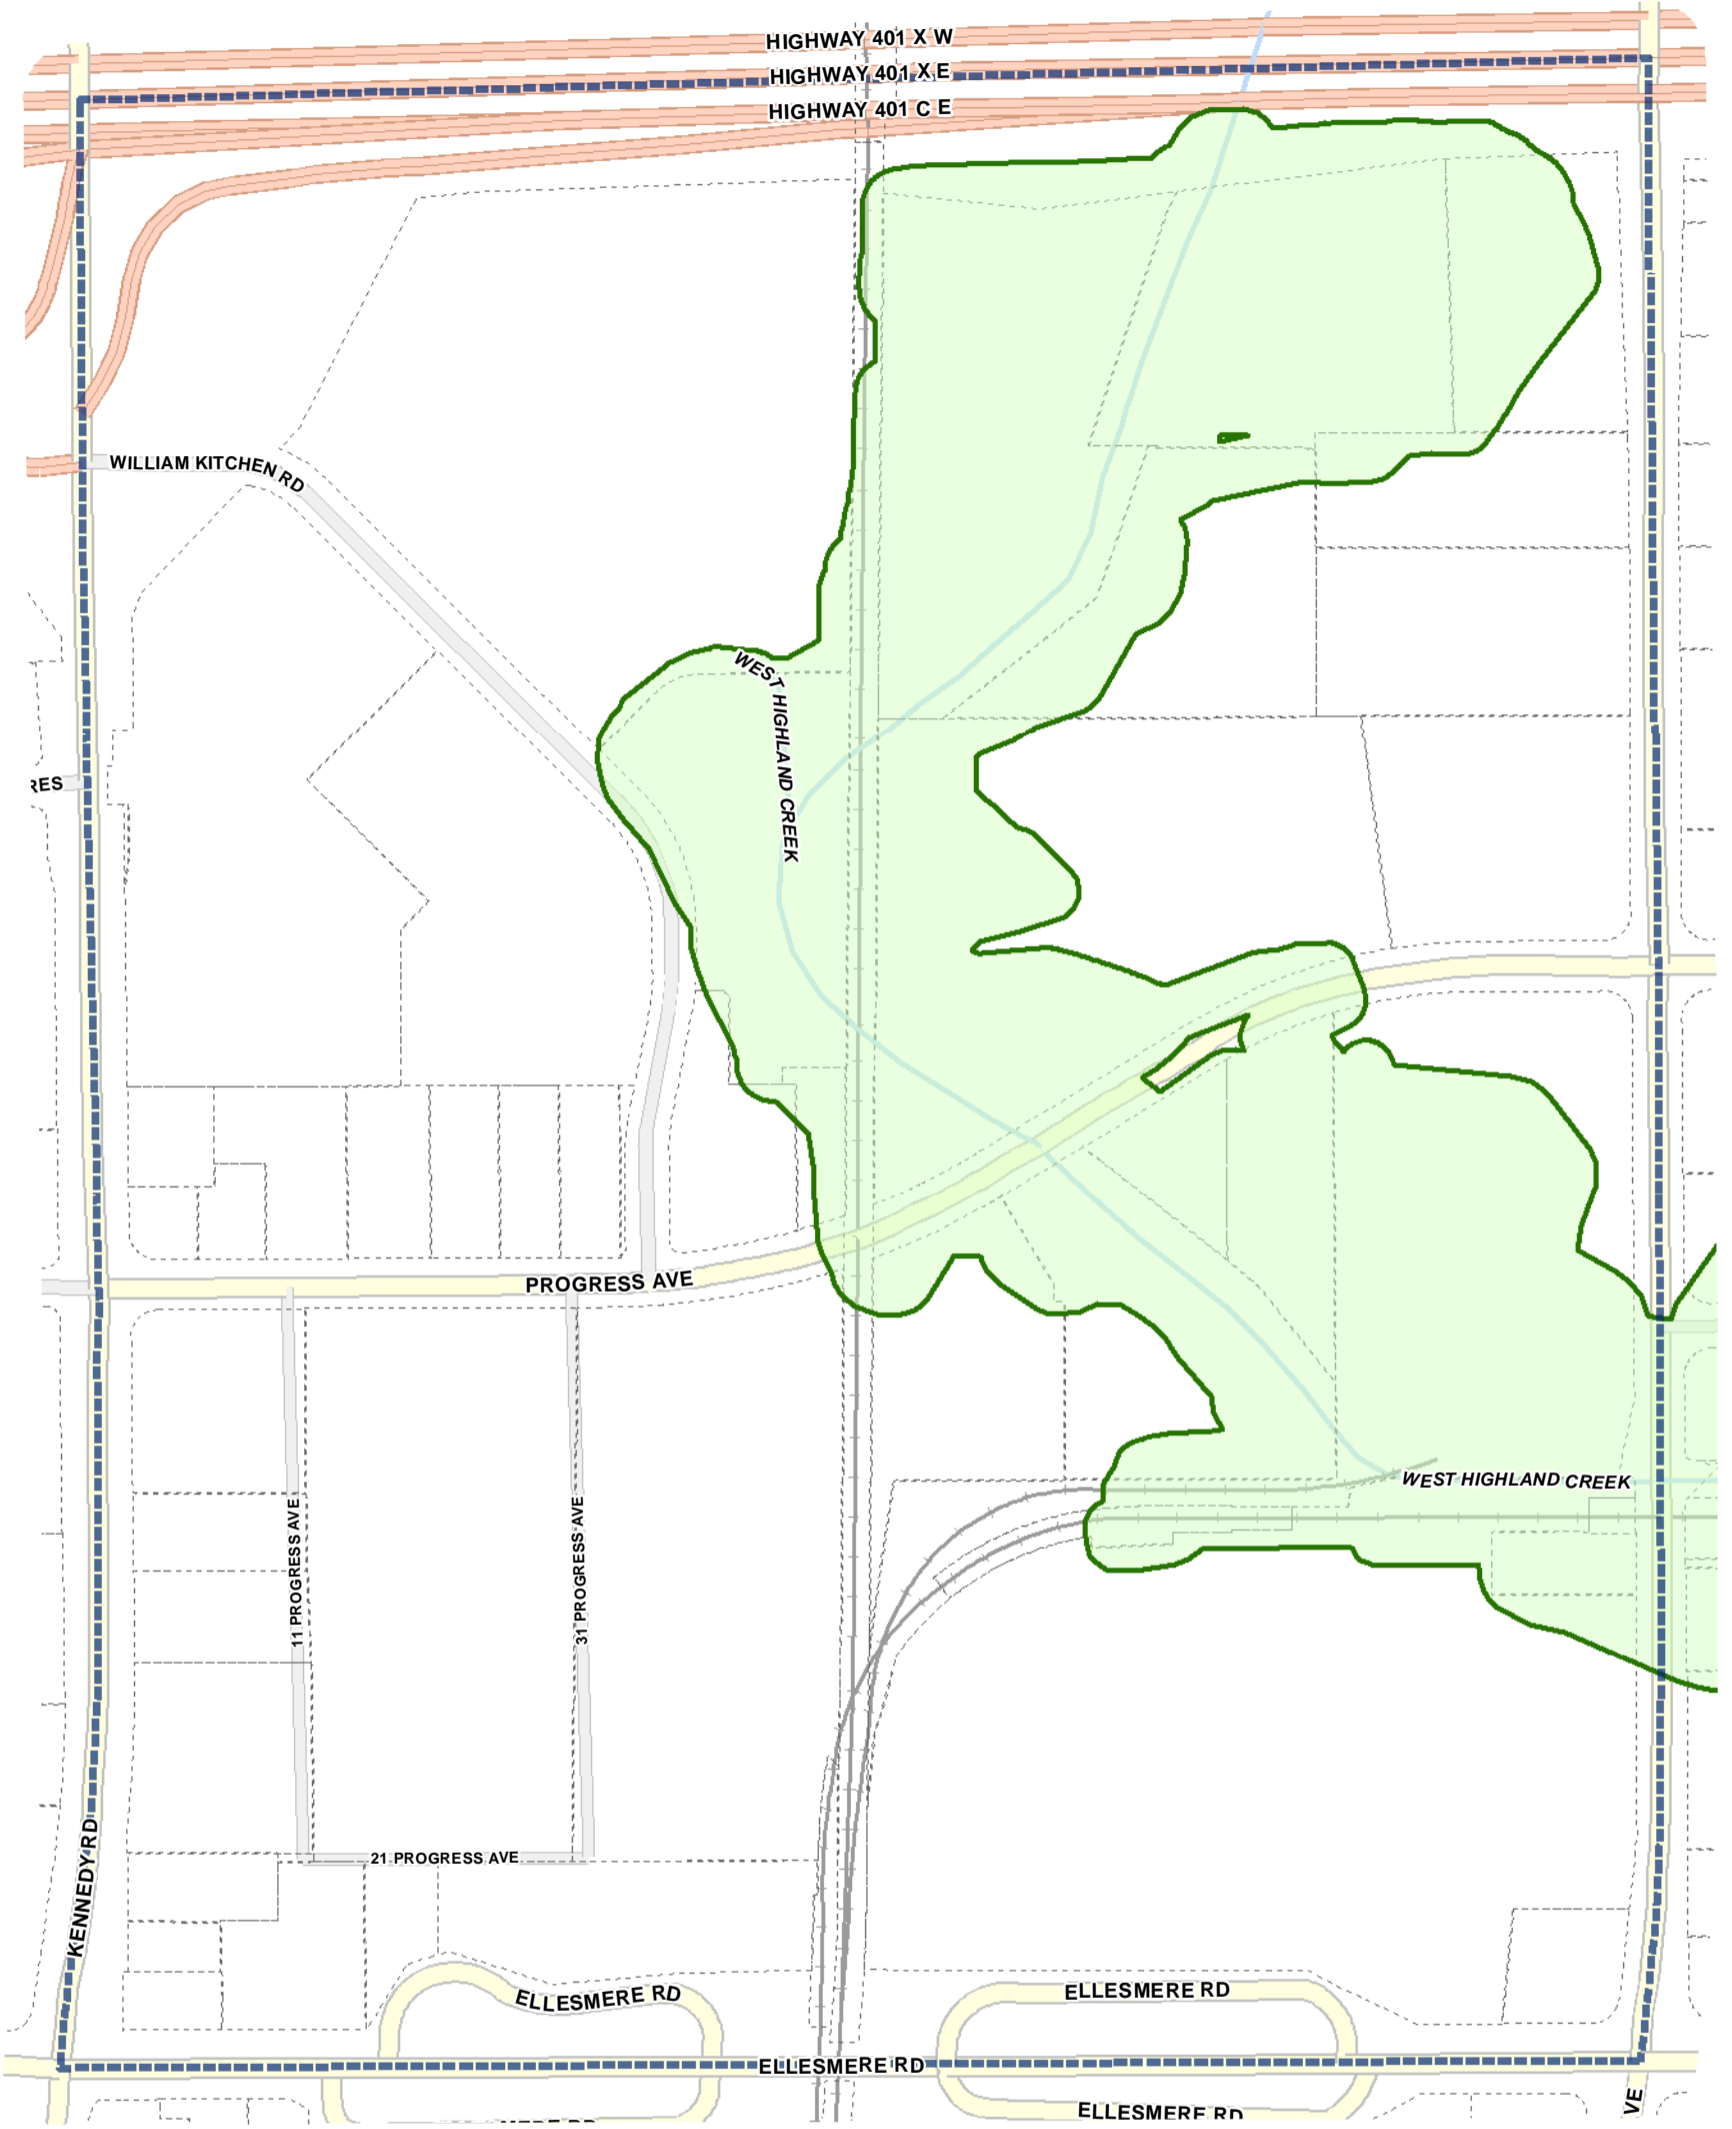 HIGHWAY 401 X W
HIGHWAY 401 X E
HIGHWAY 401 C E
WILLIAM KITCHEN RD
WEST HIGHLAND CREEK
RES
PROGRESS AVE
WEST HIGHLAND CREEK
11 PROGRESS AVE
31 PROGRESS AVE
KENNEDY RD
21 PROGRESS AVE
ELLESMERE RD
ELLESMERE RD
ELLESMERE RD
VE
ELLESMERE RD